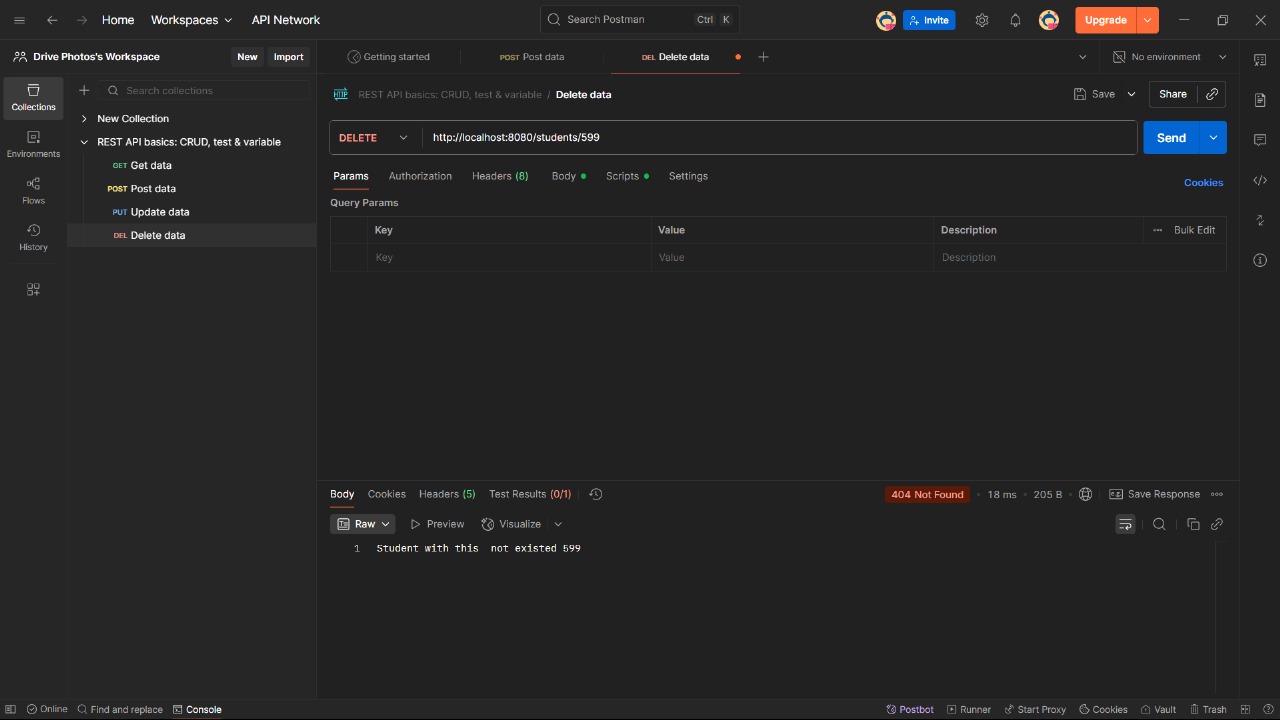 Home Workspaces API Network Search Postman Ctrl K Invite Upgrade
Drive Photos's Workspace New Import Getting started POST Post data DEL Delete data No environment
Collections
Environments
Flows
History
Search collections
New Collection
REST API basics: CRUD, test & variable
GET Get data
POST Post data
PUT Update data
DEL Delete data
HTTP REST API basics: CRUD, test & variable / Delete data Save Share
DELETE http://localhost:8080/students/599 Send
Params Authorization Headers (8) Body Scripts Settings Cookies
Query Params
Key Value Description ••• Bulk Edit
Key Value Description
Body Cookies Headers (5) Test Results (0/1) 404 Not Found • 18 ms • 205 B Save Response •••
Raw Preview Visualize
1 Student with this  not existed 599
Online Find and replace Console Postbot Runner Start Proxy Cookies Vault Trash